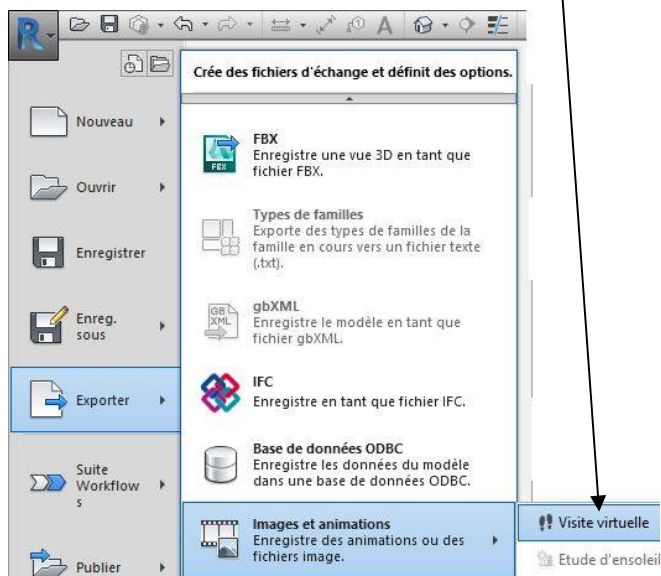 Crée des fichiers d'échange et définit des options.
Nouveau
Ouvrir
Enregistrer
Enreg.
sous
Exporter
Suite
Workflow
s
Publier
FBX
FBX
Enregistre une vue 3D en tant que
fichier FBX.
Types de familles
Exporte des types de familles de la
famille en cours vers un fichier texte
(.txt).
GB
XML
gbXML
Enregistre le modèle en tant que
fichier gbXML.
IFC
Enregistre en tant que fichier IFC.
Base de données ODBC
Enregistre les données du modèle
dans une base de données ODBC.
Images et animations
Enregistre des animations ou des
fichiers image.
Visite virtuelle
Etude d'ensoleil